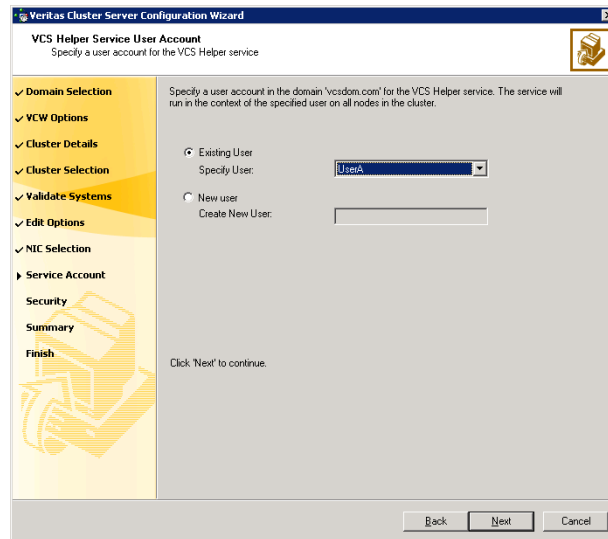 Veritas Cluster Server Configuration Wizard
VCS Helper Service User Account
Specify a user account for the VCS Helper service
Domain Selection
VCW Options
Cluster Details
Cluster Selection
Validate Systems
Edit Options
NIC Selection
Service Account
Security
Summary
Finish
Specify a user account in the domain 'vcsdom.com' for the VCS Helper service. The service will
run in the context of the specified user on all nodes in the cluster.
Existing User
Specify User:
UserA
New user
Create New User:
Click 'Next' to continue.
Back
Next
Cancel